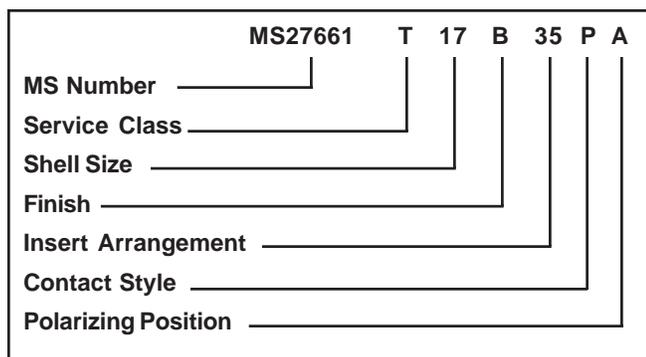 MS27661 T 17 B 35 P A
MS Number
Service Class
Shell Size
Finish
Insert Arrangement
Contact Style
Polarizing Position